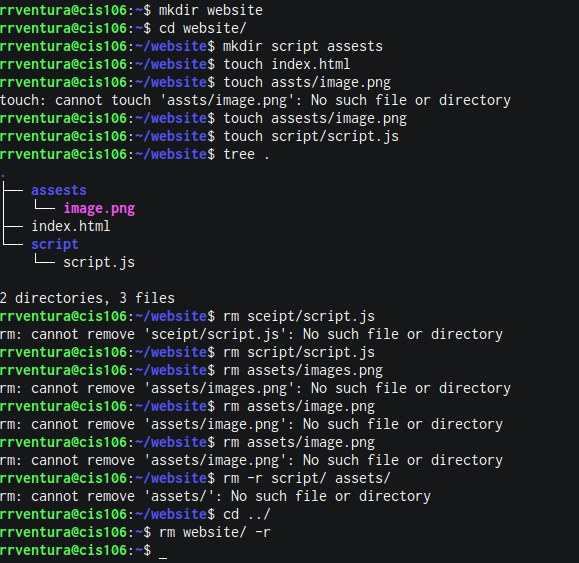 rrventura@cis106:~$ mkdir website
rrventura@cis106:~$ cd website/
rrventura@cis106:~/website$ mkdir script assests
rrventura@cis106:~/website$ touch index.html
rrventura@cis106:~/website$ touch assts/image.png
touch: cannot touch 'assts/image.png': No such file or directory
rrventura@cis106:~/website$ touch assests/image.png
rrventura@cis106:~/website$ touch script/script.js
rrventura@cis106:~/website$ tree .
.
├── assests
│   └── image.png
├── index.html
└── script
    └── script.js
2 directories, 3 files
rrventura@cis106:~/website$ rm sceipt/script.js
rm: cannot remove 'sceipt/script.js': No such file or directory
rrventura@cis106:~/website$ rm script/script.js
rrventura@cis106:~/website$ rm assets/images.png
rm: cannot remove 'assets/images.png': No such file or directory
rrventura@cis106:~/website$ rm assets/image.png
rm: cannot remove 'assets/image.png': No such file or directory
rrventura@cis106:~/website$ rm assets/image.png
rm: cannot remove 'assets/image.png': No such file or directory
rrventura@cis106:~/website$ rm -r script/ assets/
rm: cannot remove 'assets/': No such file or directory
rrventura@cis106:~/website$ cd ../
rrventura@cis106:~$ rm website/ -r
rrventura@cis106:~$ _